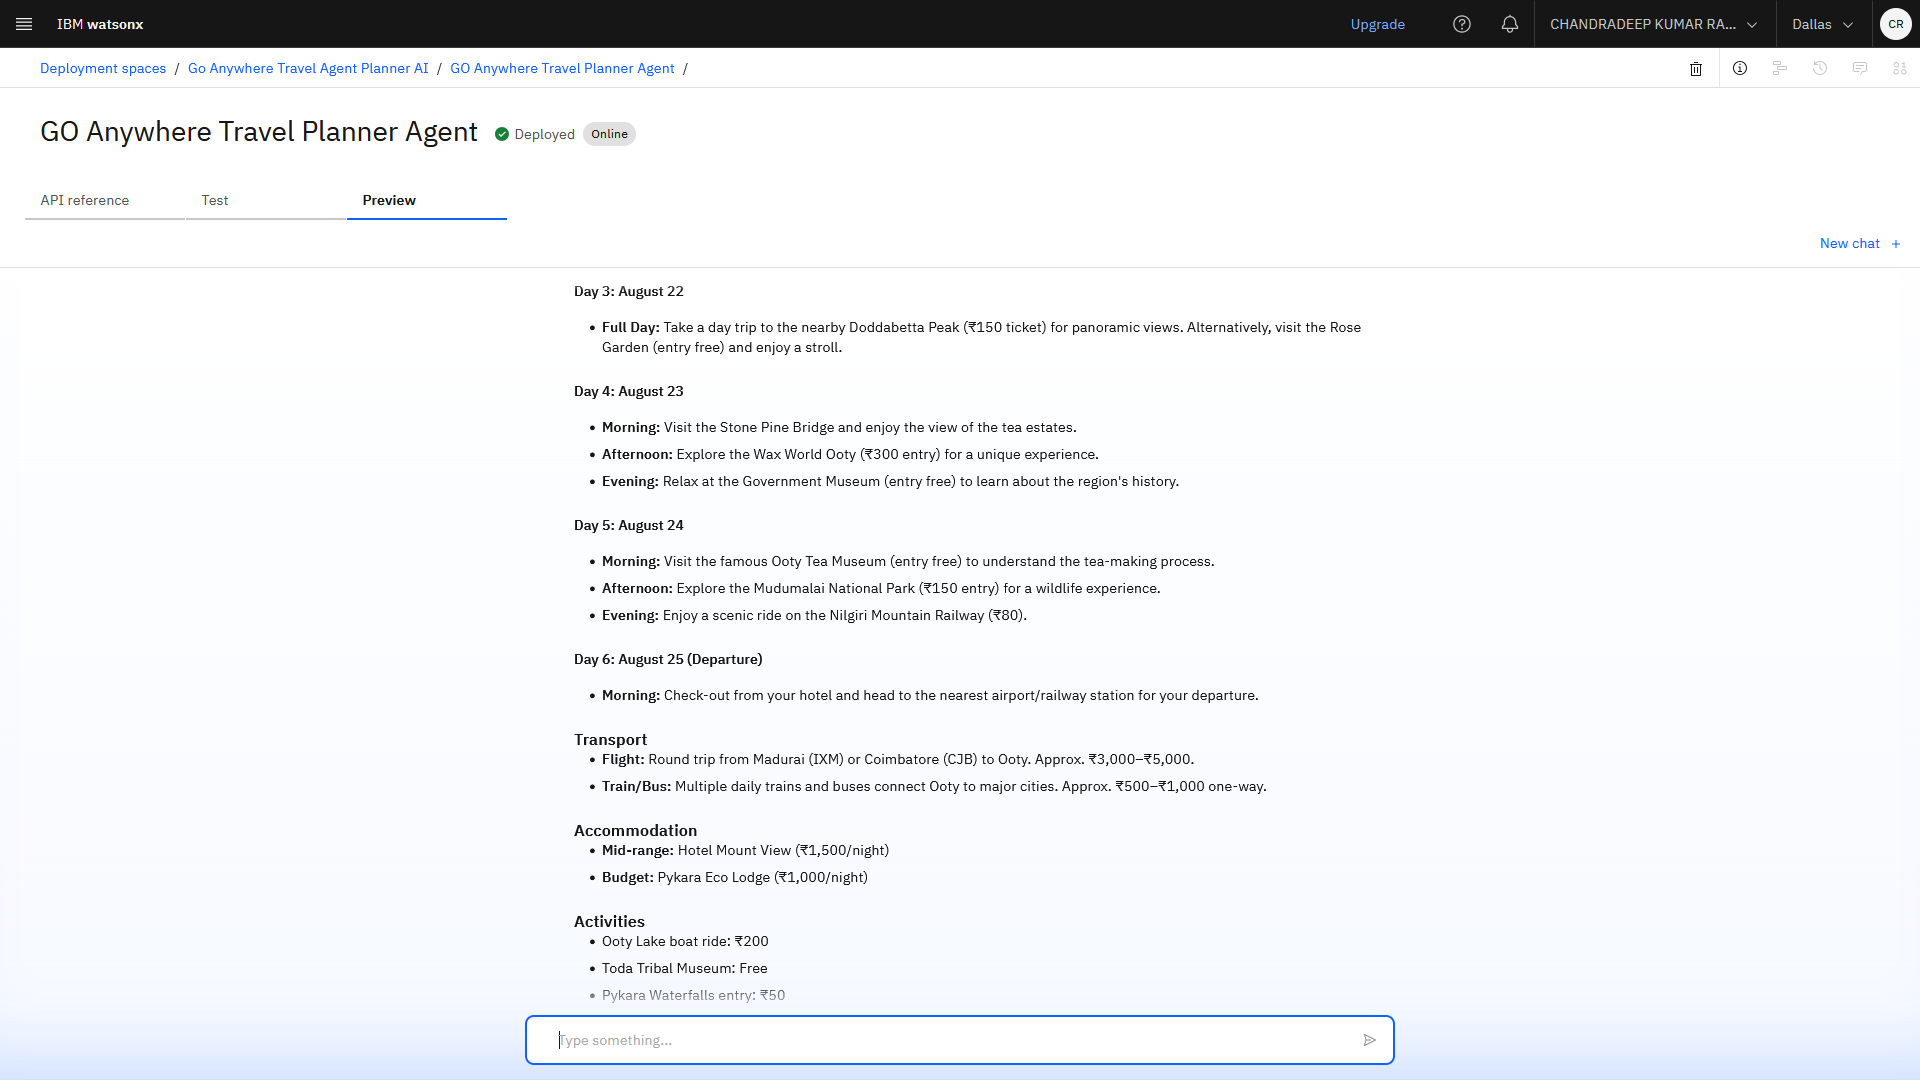 IBM watsonx
Upgrade
CHANDRADEEP KUMAR RA...
Dallas
CR
Deployment spaces / Go Anywhere Travel Agent Planner AI / GO Anywhere Travel Planner Agent /
GO Anywhere Travel Planner Agent
Deployed
Online
API reference
Test
Preview
New chat +
Day 3: August 22
• Full Day: Take a day trip to the nearby Doddabetta Peak (₹150 ticket) for panoramic views. Alternatively, visit the Rose
Garden (entry free) and enjoy a stroll.
Day 4: August 23
• Morning: Visit the Stone Pine Bridge and enjoy the view of the tea estates.
• Afternoon: Explore the Wax World Ooty (₹300 entry) for a unique experience.
• Evening: Relax at the Government Museum (entry free) to learn about the region's history.
Day 5: August 24
• Morning: Visit the famous Ooty Tea Museum (entry free) to understand the tea-making process.
• Afternoon: Explore the Mudumalai National Park (₹150 entry) for a wildlife experience.
• Evening: Enjoy a scenic ride on the Nilgiri Mountain Railway (₹80).
Day 6: August 25 (Departure)
• Morning: Check-out from your hotel and head to the nearest airport/railway station for your departure.
Transport
• Flight: Round trip from Madurai (IXM) or Coimbatore (CJB) to Ooty. Approx. ₹3,000–₹5,000.
• Train/Bus: Multiple daily trains and buses connect Ooty to major cities. Approx. ₹500–₹1,000 one-way.
Accommodation
• Mid-range: Hotel Mount View (₹1,500/night)
• Budget: Pykara Eco Lodge (₹1,000/night)
Activities
• Ooty Lake boat ride: ₹200
• Toda Tribal Museum: Free
• Pykara Waterfalls entry: ₹50
Type something...